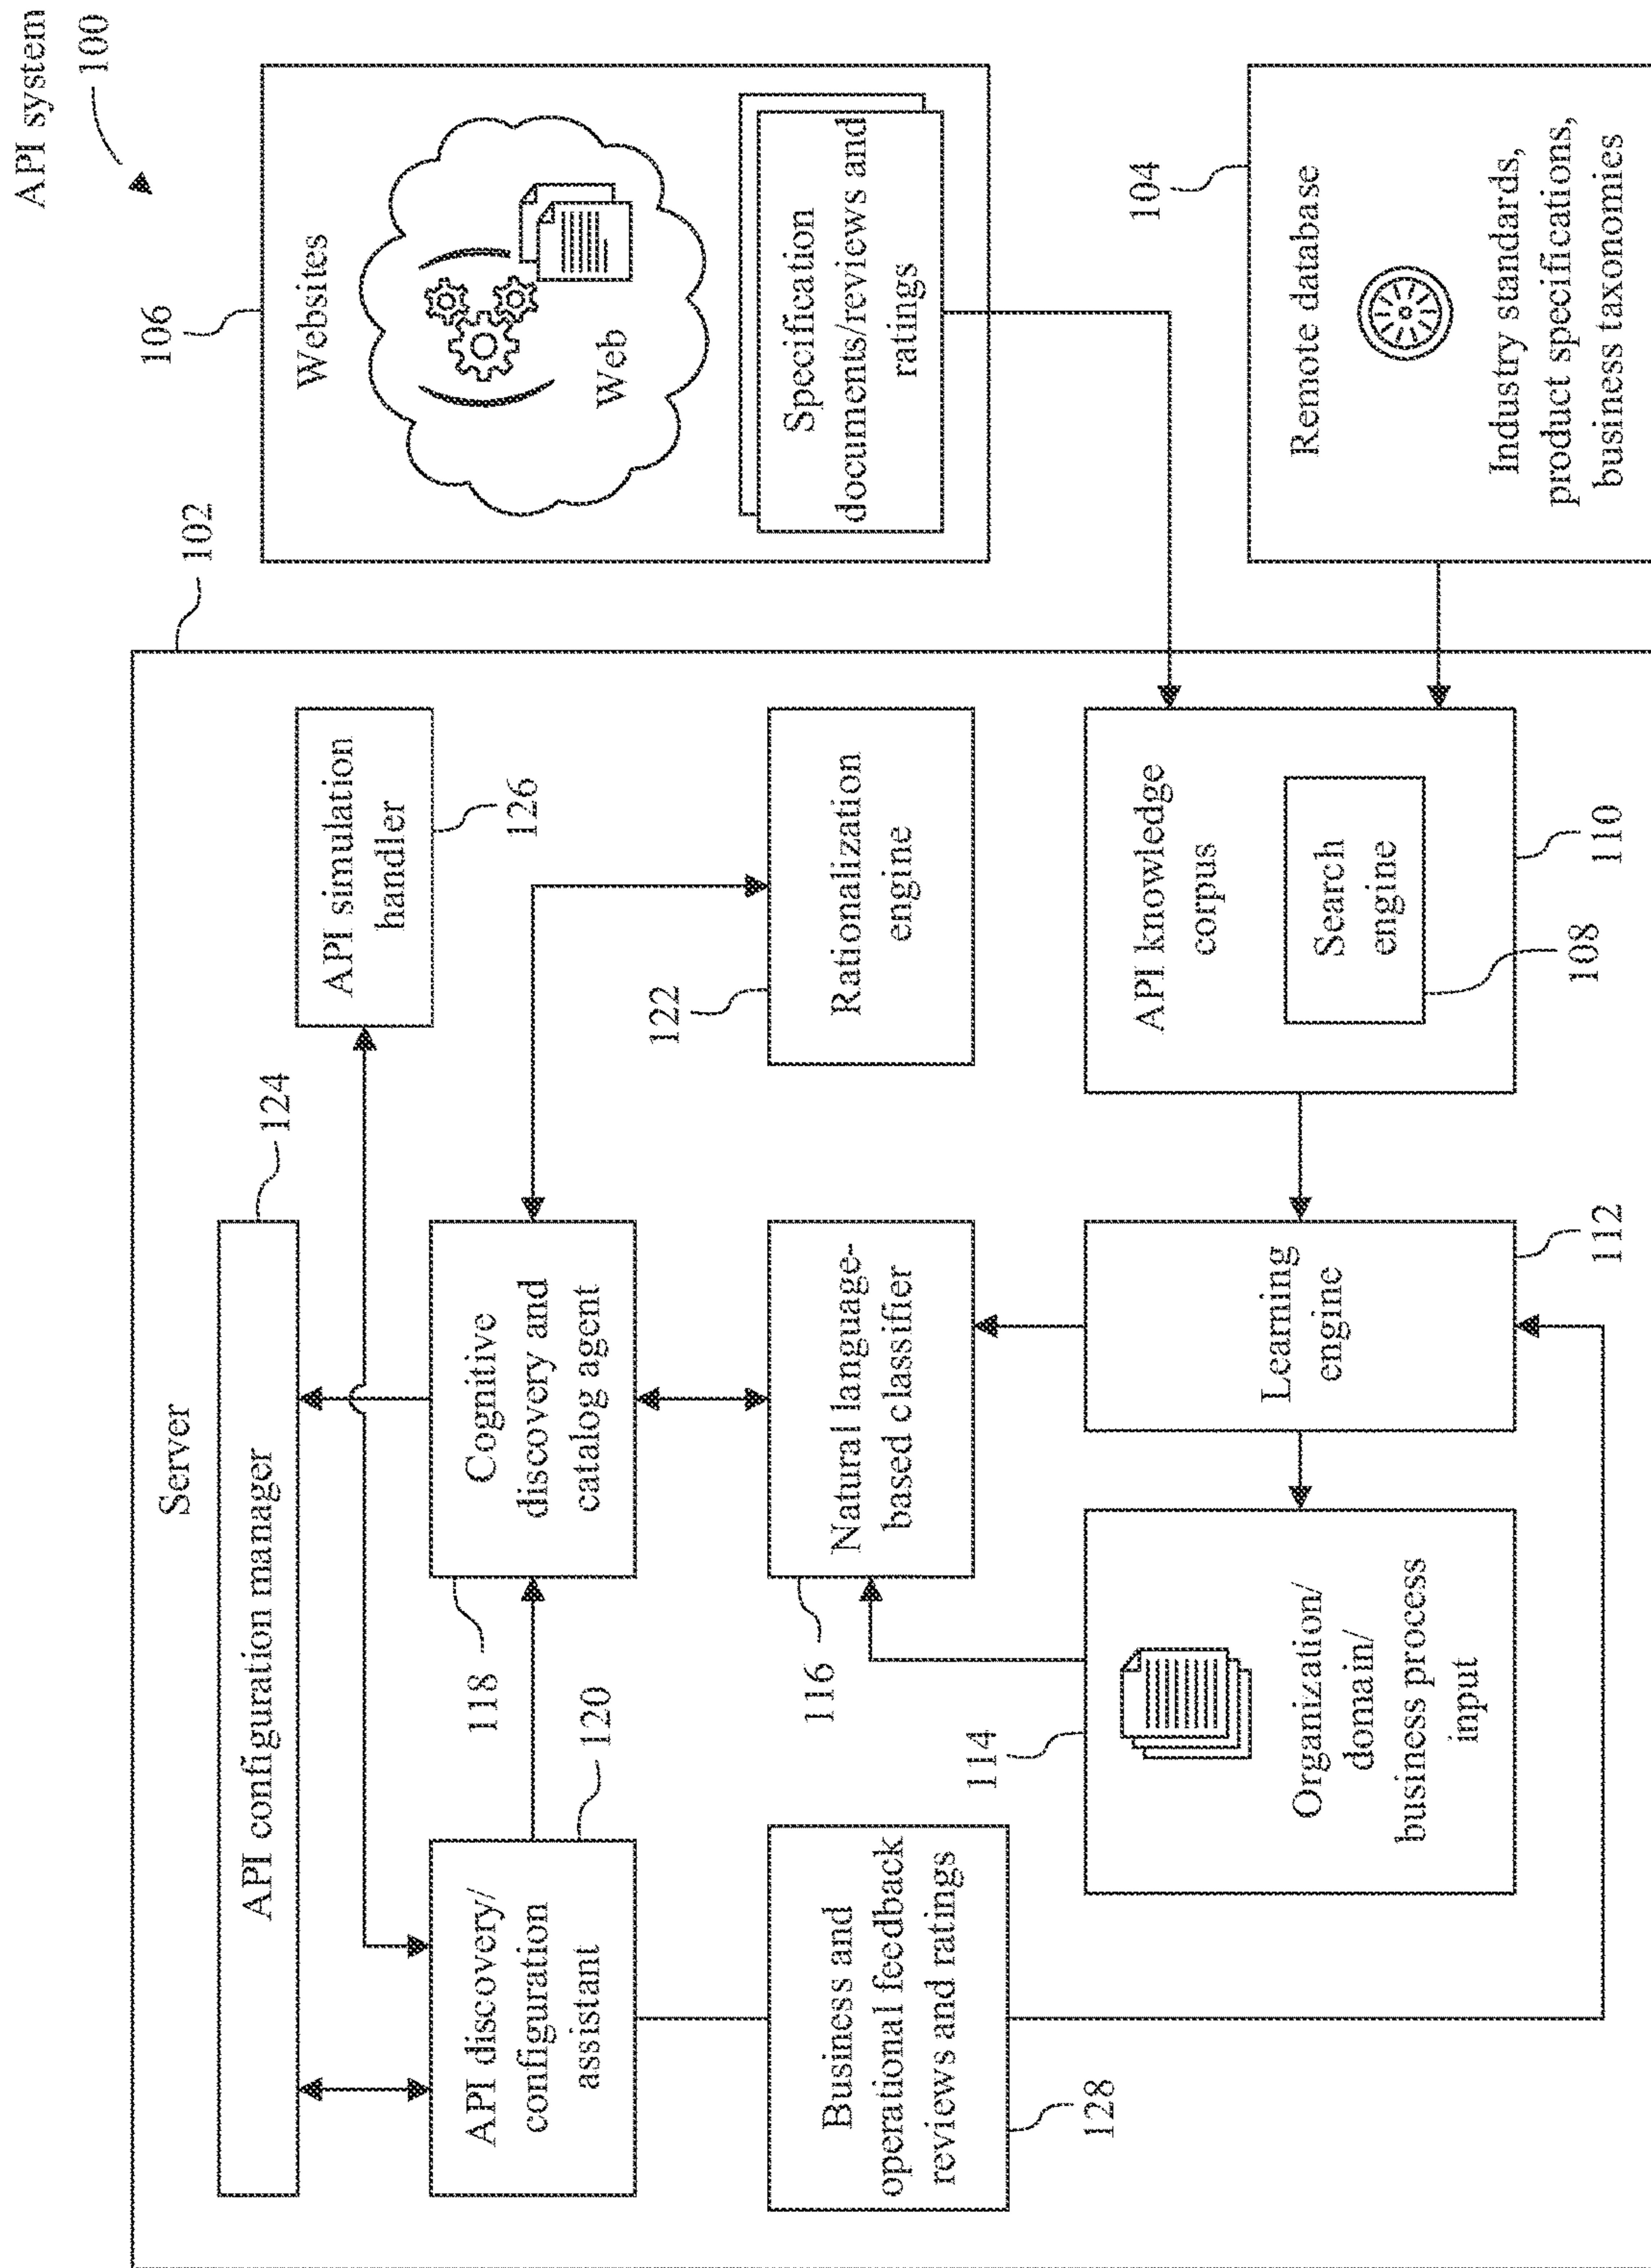 API system
100
102
106
Server
124
API configuration manager
API discovery/
configuration
assistant
120
118
Cognitive
discovery and
catalog agent
API simulation
handler
126
Business and
operational feedback
reviews and ratings
128
116
Natural language-
based classifier
122
Rationalization
engine
114
Organization/
domain/
business process
input
Learning
engine
112
API knowledge
corpus
Search
engine
108
110
Websites
Web
Specification
documents/reviews and
ratings
104
Remote database
Industry standards,
product specifications,
business taxonomies